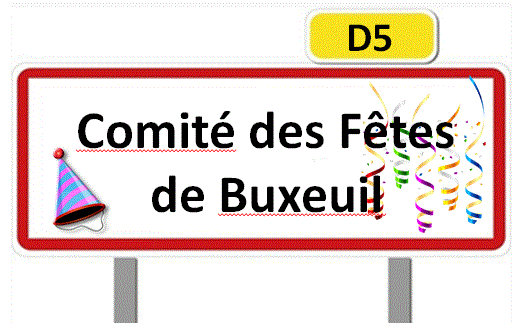 D5
Comité des Fêtes
de Buxeuil